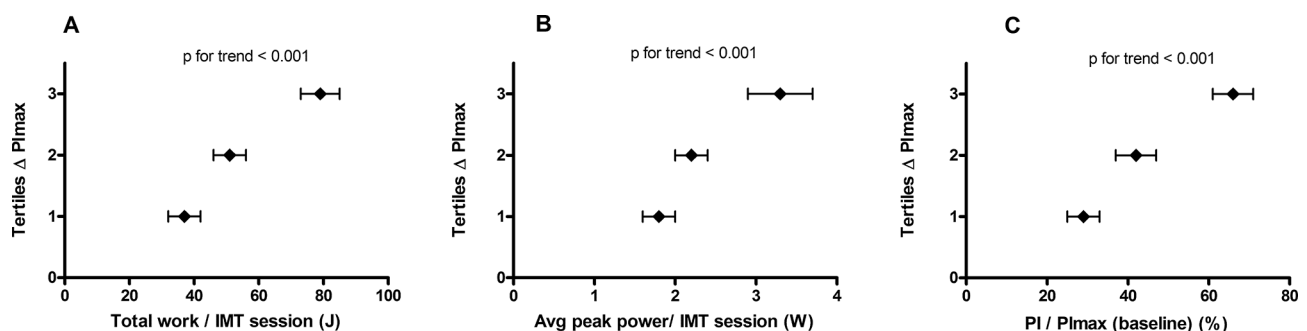 A
p for trend < 0.001
Tertiles Δ PImax
3
2
1
0
0 20 40 60 80 100
Total work / IMT session (J)
B
p for trend < 0.001
Tertiles Δ PImax
3
2
1
0
0 1 2 3 4
Avg peak power/ IMT session (W)
C
p for trend < 0.001
Tertiles Δ PImax
3
2
1
0
0 20 40 60 80
PI / PImax (baseline) (%)